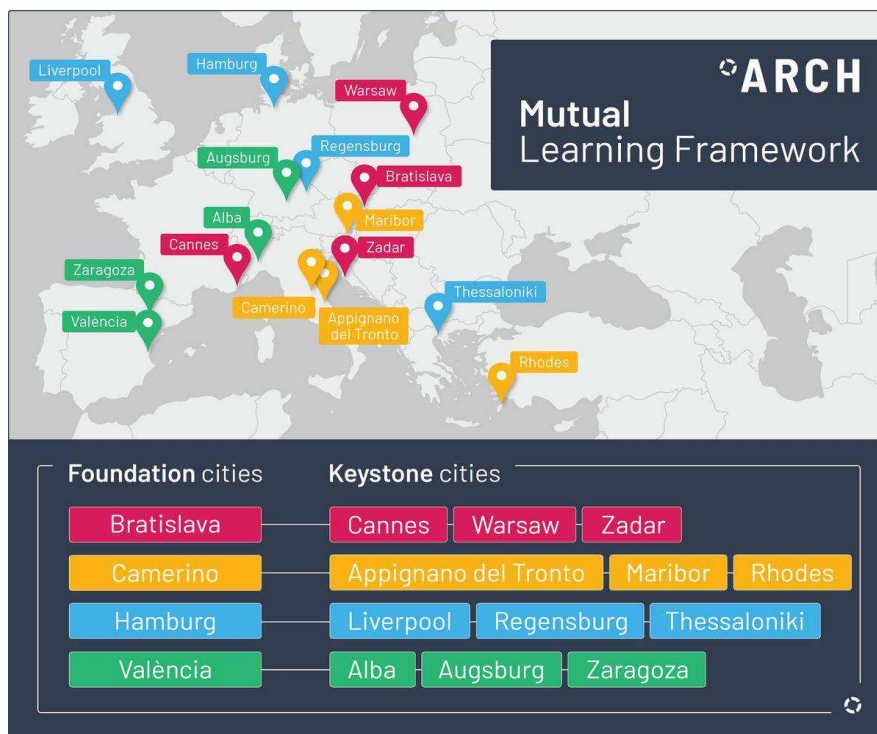 ARCH
Mutual
Learning Framework
Liverpool
Hamburg
Warsaw
Augsburg
Regensburg
Bratislava
Alba
Maribor
Cannes
Zadar
Zaragoza
Camerino
Appignano
del Tronto
Thessaloniki
València
Rhodes
Foundation cities
Keystone cities
Bratislava
Cannes
Warsaw
Zadar
Camerino
Appignano del Tronto
Maribor
Rhodes
Hamburg
Liverpool
Regensburg
Thessaloniki
València
Alba
Augsburg
Zaragoza